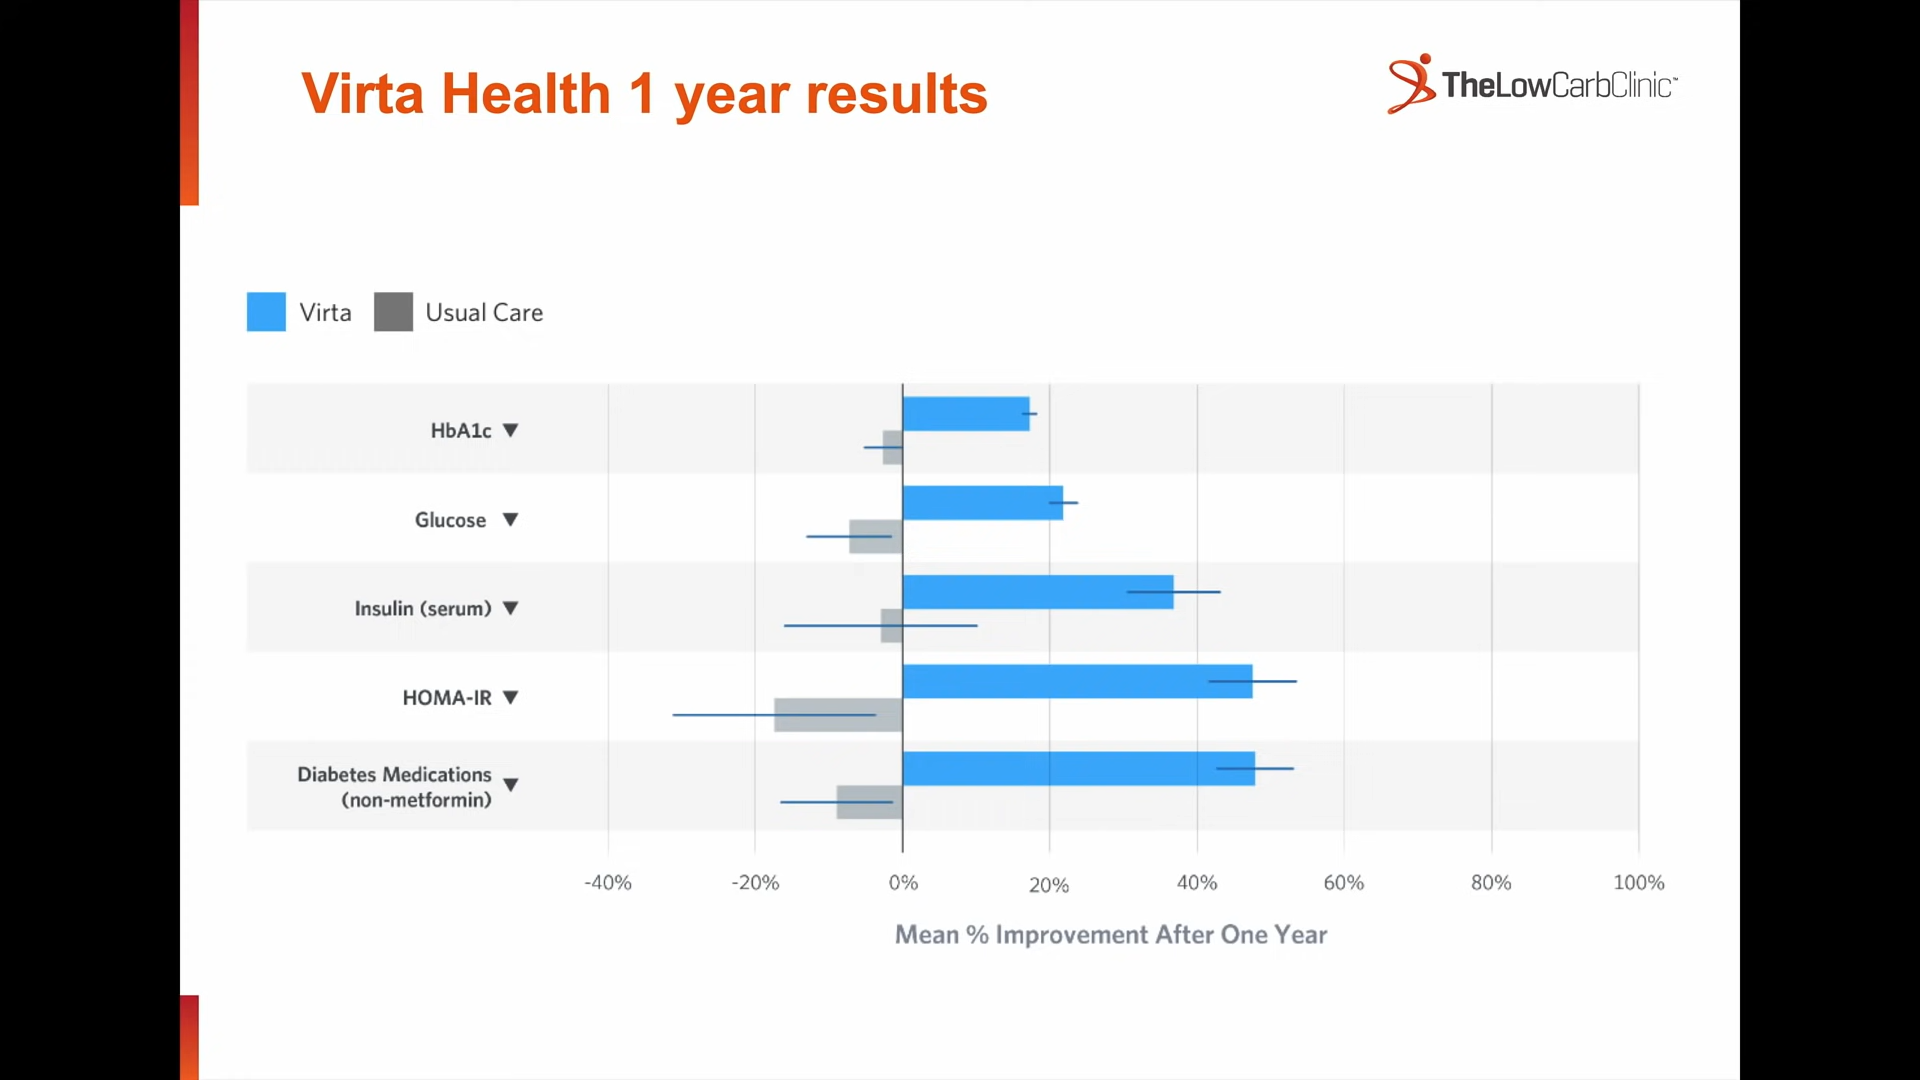 Virta Health 1 year results
TheLowCarbClinic™
Virta
Usual Care
HbA1c ▼
Glucose ▼
Insulin (serum) ▼
HOMA-IR ▼
Diabetes Medications
(non-metformin) ▼
-40% -20% 0% 20% 40% 60% 80% 100%
Mean % Improvement After One Year